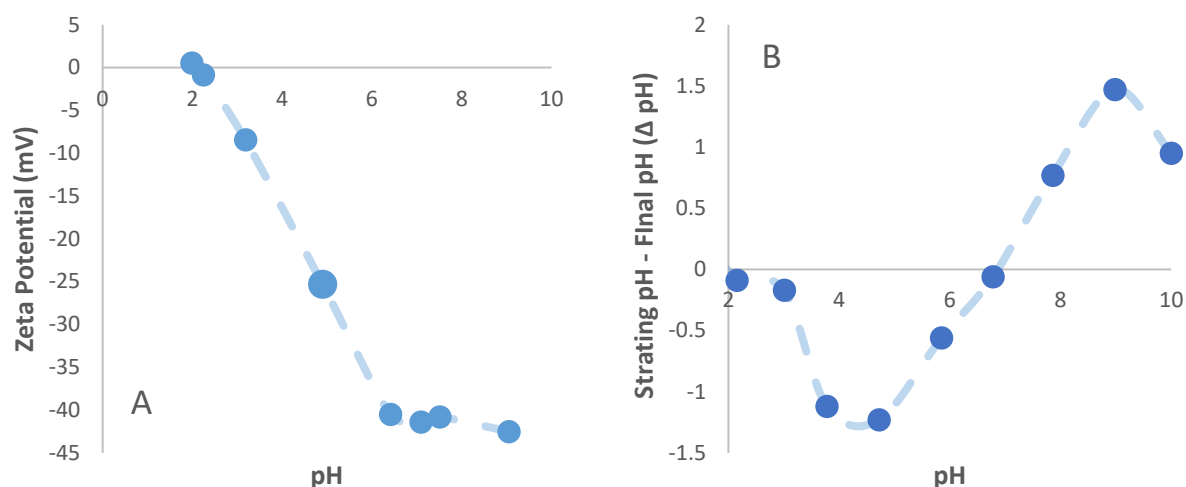 5
0
-5
-10
-15
-20
-25
-30
-35
-40
-45
0 2 4 6 8 10
Zeta Potential (mV)
pH
A
2
1.5
1
0.5
0
-0.5
-1
-1.5
2 4 6 8 10
Strating pH - FInal pH (Δ pH)
pH
B